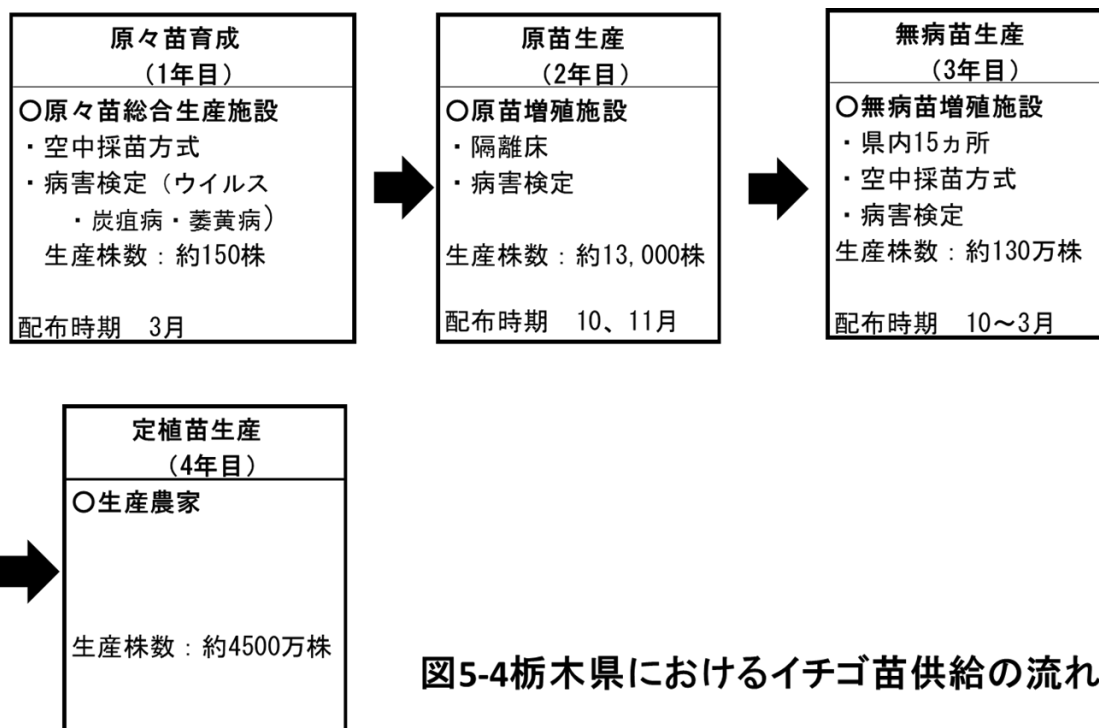 原々苗育成
（1年目）
〇原々苗総合生産施設
・空中採苗方式
・病害検定（ウイルス
・炭疽病・萎黄病）
生産株数：約150株
配布時期　3月
原苗生産
（2年目）
〇原苗増殖施設
・隔離床
・病害検定
生産株数：約13,000株
配布時期　10、11月
無病苗生産
（3年目）
〇無病苗増殖施設
・県内15ヵ所
・空中採苗方式
・病害検定
生産株数：約130万株
配布時期　10～3月
定植苗生産
（4年目）
〇生産農家
生産株数：約4500万株
図5-4栃木県におけるイチゴ苗供給の流れ